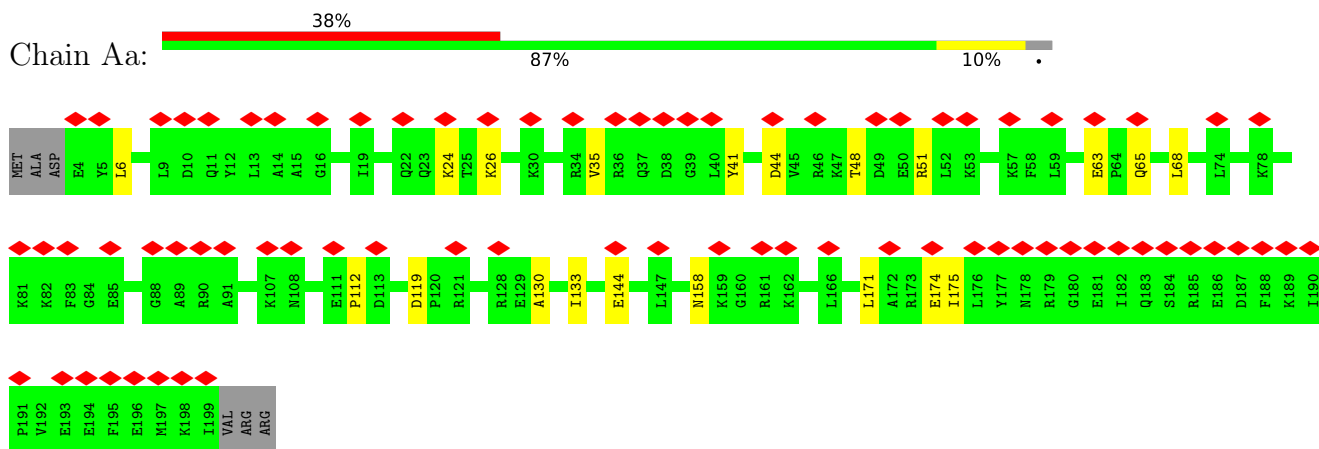 38%
Chain Aa:
87% 10% •
MET ALA ASP E4 Y5 L6 L9 D10 Q11 Y12 L13 A14 A15 G16 I19 Q22 Q23 K24 T25 K26 K30 R34 V35 R36 Q37 D38 G39 L40 Y41 D44 V45 R46 K47 T48 D49 E50 R51 L52 K53 K57 F58 L59 E63 P64 Q65 L68 L74 K78
K81 K82 F83 G84 E85 G88 A89 R90 A91 K107 N108 E111 P112 D113 D119 P120 R121 R128 E129 A130 I133 E144 L147 N158 K159 G160 R161 K162 L166 L171 A172 R173 E174 I175 L176 Y177 N178 R179 G180 E181 I182 Q183 S184 R185 E186 D187 F188 K189 I190
P191 V192 E193 E194 F195 E196 M197 K198 I199 VAL ARG ARG